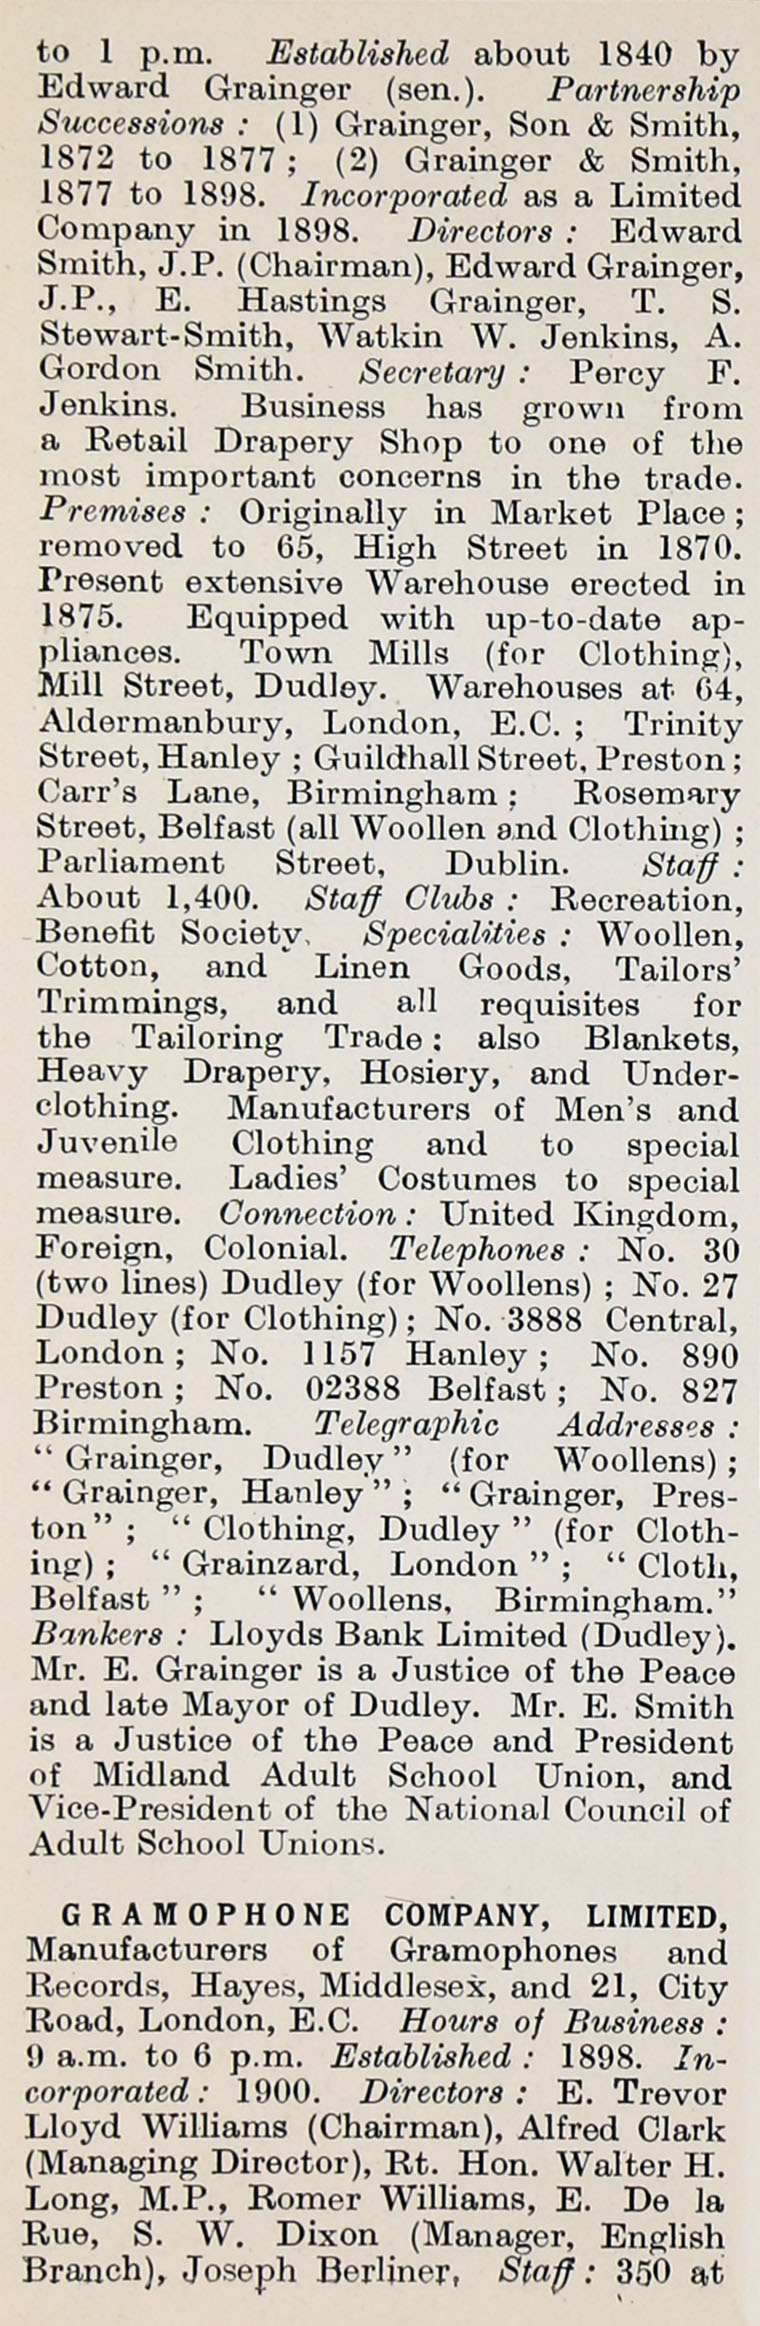 to 1 p.m. Established about 1840 by
Edward Grainger (sen.). Partnership
Successions : (1) Grainger, Son & Smith,
1872 to 1877 ; (2) Grainger & Smith,
1877 to 1898. Incorporated as a Limited
Company in 1898. Directors : Edward
Smith, J.P. (Chairman), Edward Grainger,
J.P., E. Hastings Grainger, T. S.
Stewart-Smith, Watkin W. Jenkins, A.
Gordon Smith. Secretary : Percy F.
Jenkins. Business has grown from
a Retail Drapery Shop to one of the
most important concerns in the trade.
Premises : Originally in Market Place ;
removed to 65, High Street in 1870.
Present extensive Warehouse erected in
1875. Equipped with up-to-date ap-
pliances. Town Mills (for Clothing),
Mill Street, Dudley. Warehouses at 64,
Aldermanbury, London, E.C. ; Trinity
Street, Hanley ; Guildhall Street, Preston ;
Carr's Lane, Birmingham ; Rosemary
Street, Belfast (all Woollen and Clothing) ;
Parliament Street, Dublin. Staff :
About 1,400. Staff Clubs : Recreation,
Benefit Society. Specialities : Woollen,
Cotton, and Linen Goods, Tailors'
Trimmings, and all requisites for
the Tailoring Trade ; also Blankets,
Heavy Drapery, Hosiery, and Under-
clothing. Manufacturers of Men's and
Juvenile Clothing and to special
measure. Ladies' Costumes to special
measure. Connection : United Kingdom,
Foreign, Colonial. Telephones : No. 30
(two lines) Dudley (for Woollens) ; No. 27
Dudley (for Clothing) ; No. 3888 Central,
London ; No. 1157 Hanley ; No. 890
Preston ; No. 02388 Belfast ; No. 827
Birmingham. Telegraphic Addresses :
" Grainger, Dudley " (for Woollens) ;
" Grainger, Hanley " ; " Grainger, Pres-
ton " ; " Clothing, Dudley " (for Cloth-
ing) ; " Grainzard, London " ; " Cloth,
Belfast " ; " Woollens, Birmingham."
Bankers : Lloyds Bank Limited (Dudley).
Mr. E. Grainger is a Justice of the Peace
and late Mayor of Dudley. Mr. E. Smith
is a Justice of the Peace and President
of Midland Adult School Union, and
Vice-President of the National Council of
Adult School Unions.
GRAMOPHONE COMPANY, LIMITED,
Manufacturers of Gramophones and
Records, Hayes, Middlesex, and 21, City
Road, London, E.C. Hours of Business :
9 a.m. to 6 p.m. Established : 1898. In-
corporated : 1900. Directors : E. Trevor
Lloyd Williams (Chairman), Alfred Clark
(Managing Director), Rt. Hon. Walter H.
Long, M.P., Romer Williams, E. De la
Rue, S. W. Dixon (Manager, English
Branch), Joseph Berliner, Staff : 350 at